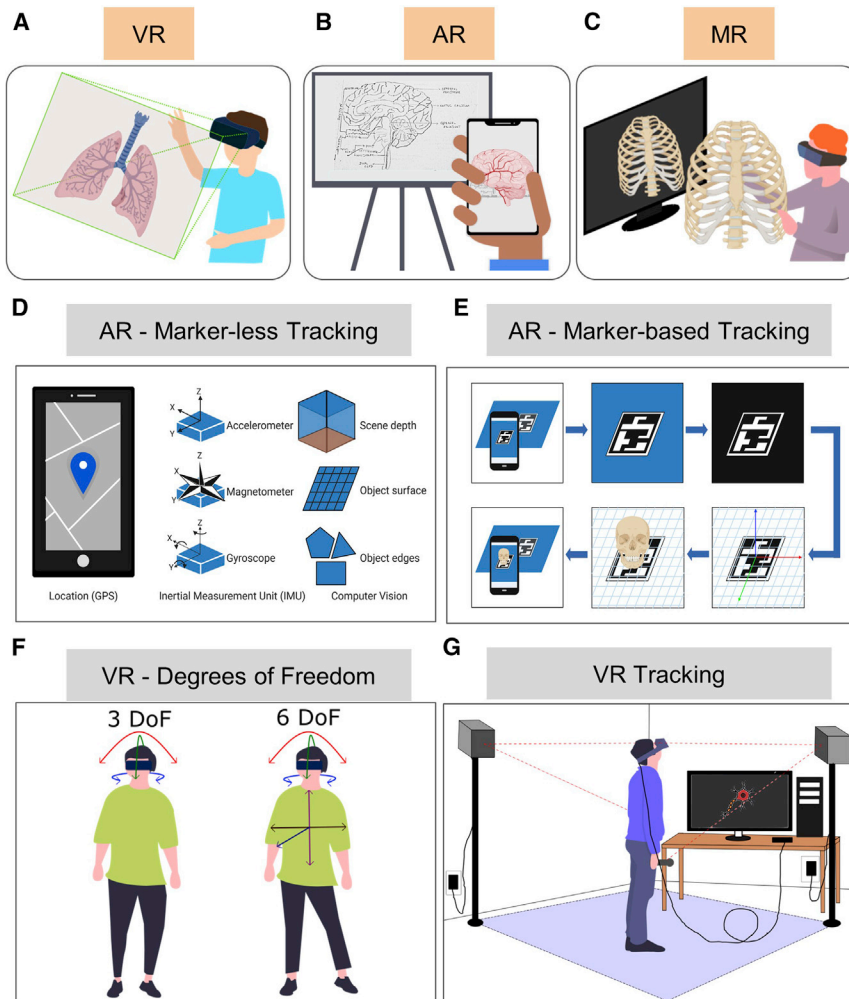 A
VR
B
AR
C
MR
D
AR - Marker-less Tracking
Z
X
Y
Accelerometer
Scene depth
X
Z
Y
Magnetometer
Object surface
Z
X
Y
Gyroscope
Object edges
Location (GPS)
Inertial Measurement Unit (IMU)
Computer Vision
E
AR - Marker-based Tracking
F
VR - Degrees of Freedom
3 DoF
6 DoF
G
VR Tracking